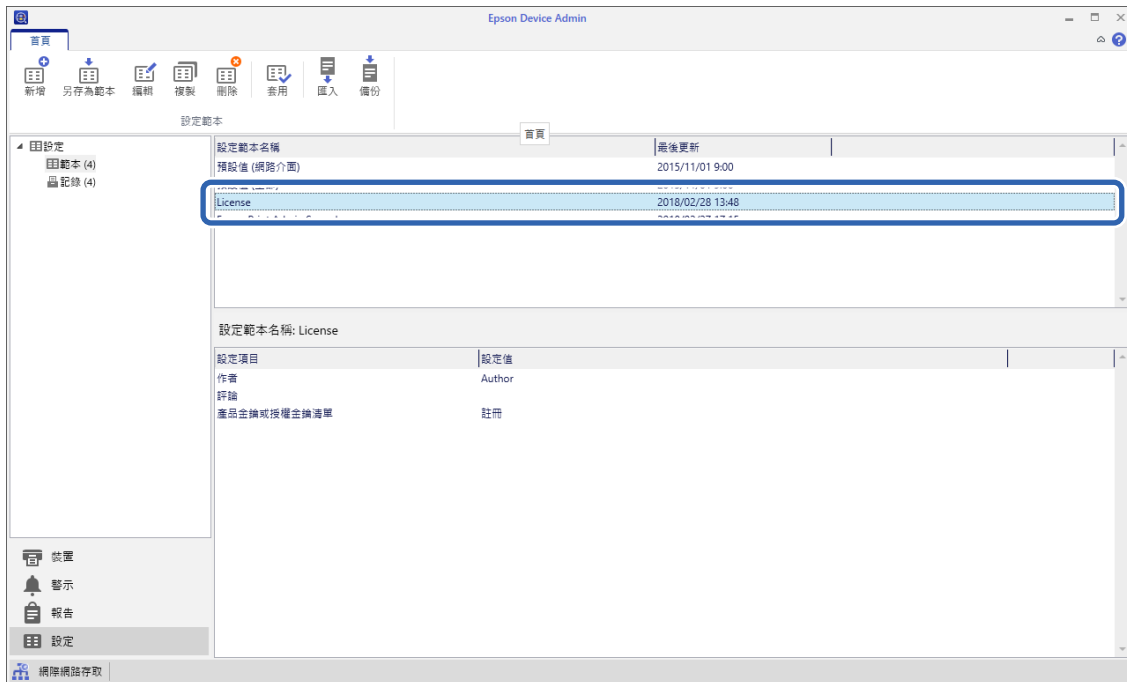 Epson Device Admin
首頁
新增 另存為範本 編輯 複製 刪除 套用 匯入 備份
設定範本
首頁
設定
範本 (4)
記錄 (4)
設定範本名稱 最後更新
預設值 (網路介面) 2015/11/01 9:00
License 2018/02/28 13:48
設定範本名稱: License
設定項目 設定值
作者 Author
評論
產品金鑰或授權金鑰清單 註冊
裝置
警示
報告
設定
網際網路存取